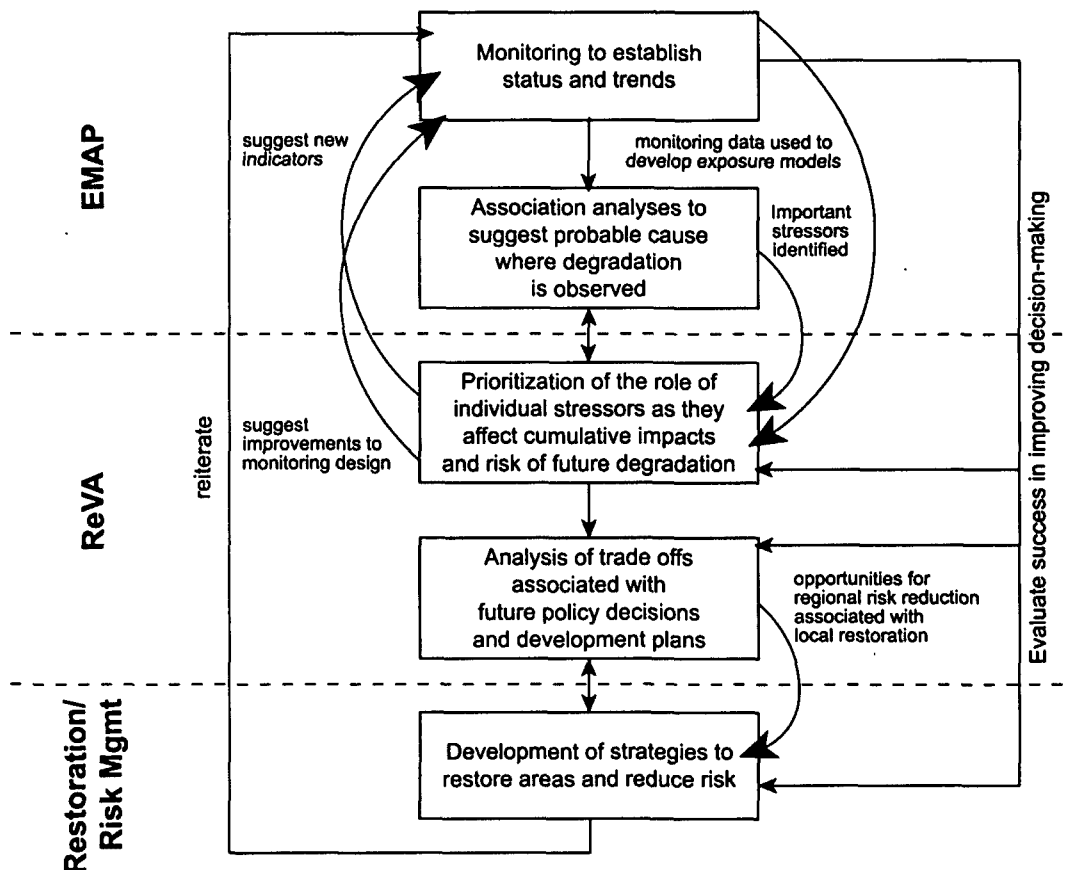 Monitoring to establish
status and trends
suggest new
indicators
monitoring data used to
develop exposure models
EMAP
Association analyses to
suggest probable cause
where degradation
is observed
Important
stressors
identified
Prioritization of the role of
individual stressors as they
affect cumulative impacts
and risk of future degradation
suggest
improvements to
monitoring design
reiterate
ReVA
Analysis of trade offs
associated with
future policy decisions
and development plans
opportunities for
regional risk reduction
associated with
local restoration
Evaluate success in improving decision-making
Restoration/
Risk Mgmt
Development of strategies to
restore areas and reduce risk